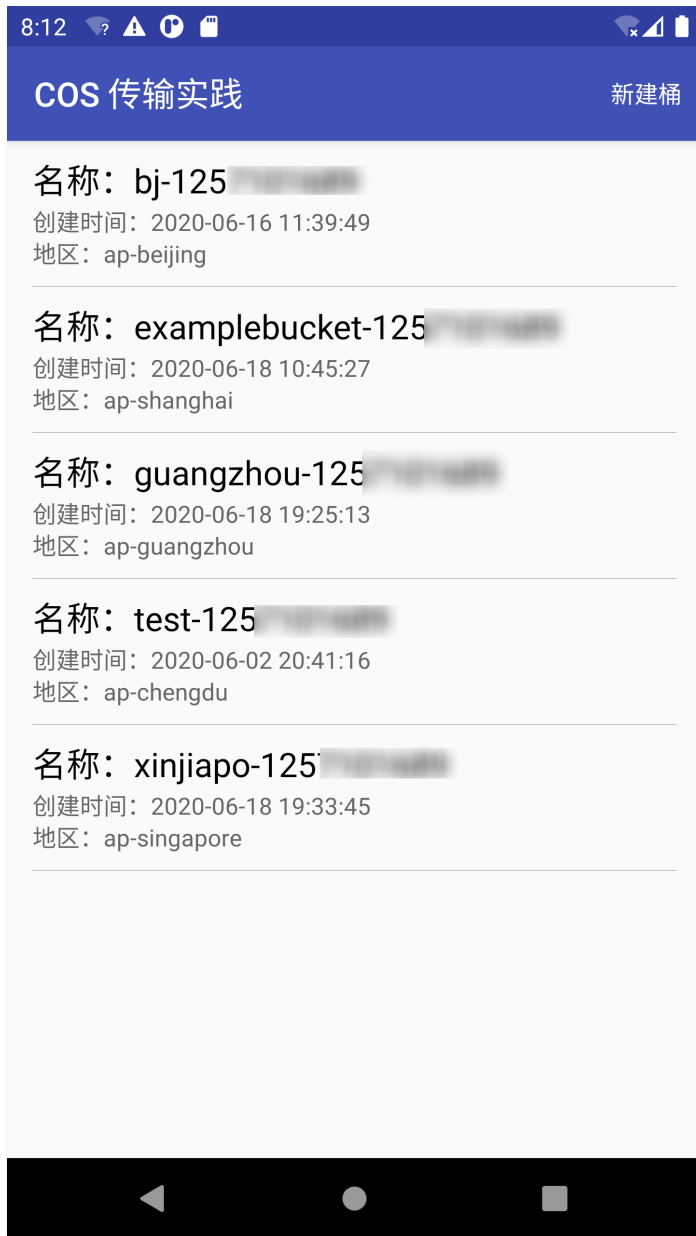 8:12
COS 传输实践
新建桶
名称：bj-125
创建时间：2020-06-16 11:39:49
地区：ap-beijing
名称：examplebucket-125
创建时间：2020-06-18 10:45:27
地区：ap-shanghai
名称：guangzhou-125
创建时间：2020-06-18 19:25:13
地区：ap-guangzhou
名称：test-125
创建时间：2020-06-02 20:41:16
地区：ap-chengdu
名称：xinjiapo-125
创建时间：2020-06-18 19:33:45
地区：ap-singapore